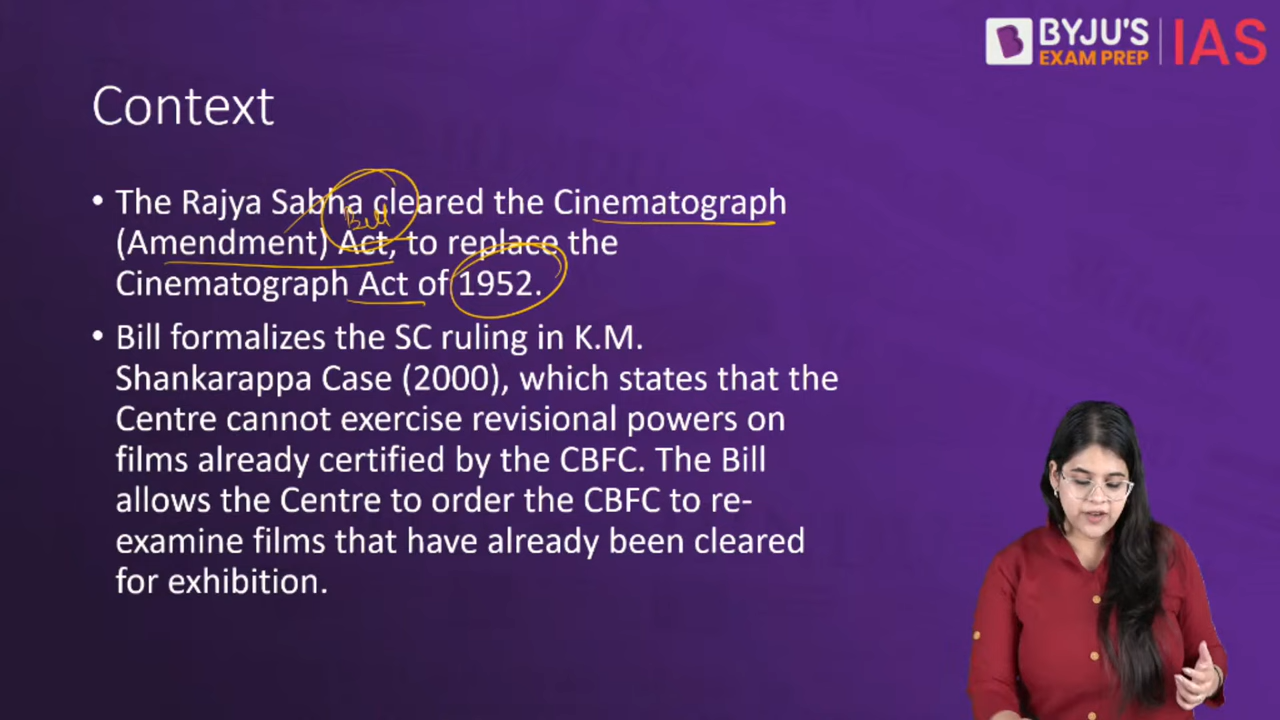 BYJU'S
EXAM PREP
IAS
Context
• The Rajya Sabha cleared the Cinematograph
Bill
(Amendment) Act, to replace the
Cinematograph Act of 1952.
• Bill formalizes the SC ruling in K.M.
Shankarappa Case (2000), which states that the
Centre cannot exercise revisional powers on
films already certified by the CBFC. The Bill
allows the Centre to order the CBFC to re-
examine films that have already been cleared
for exhibition.